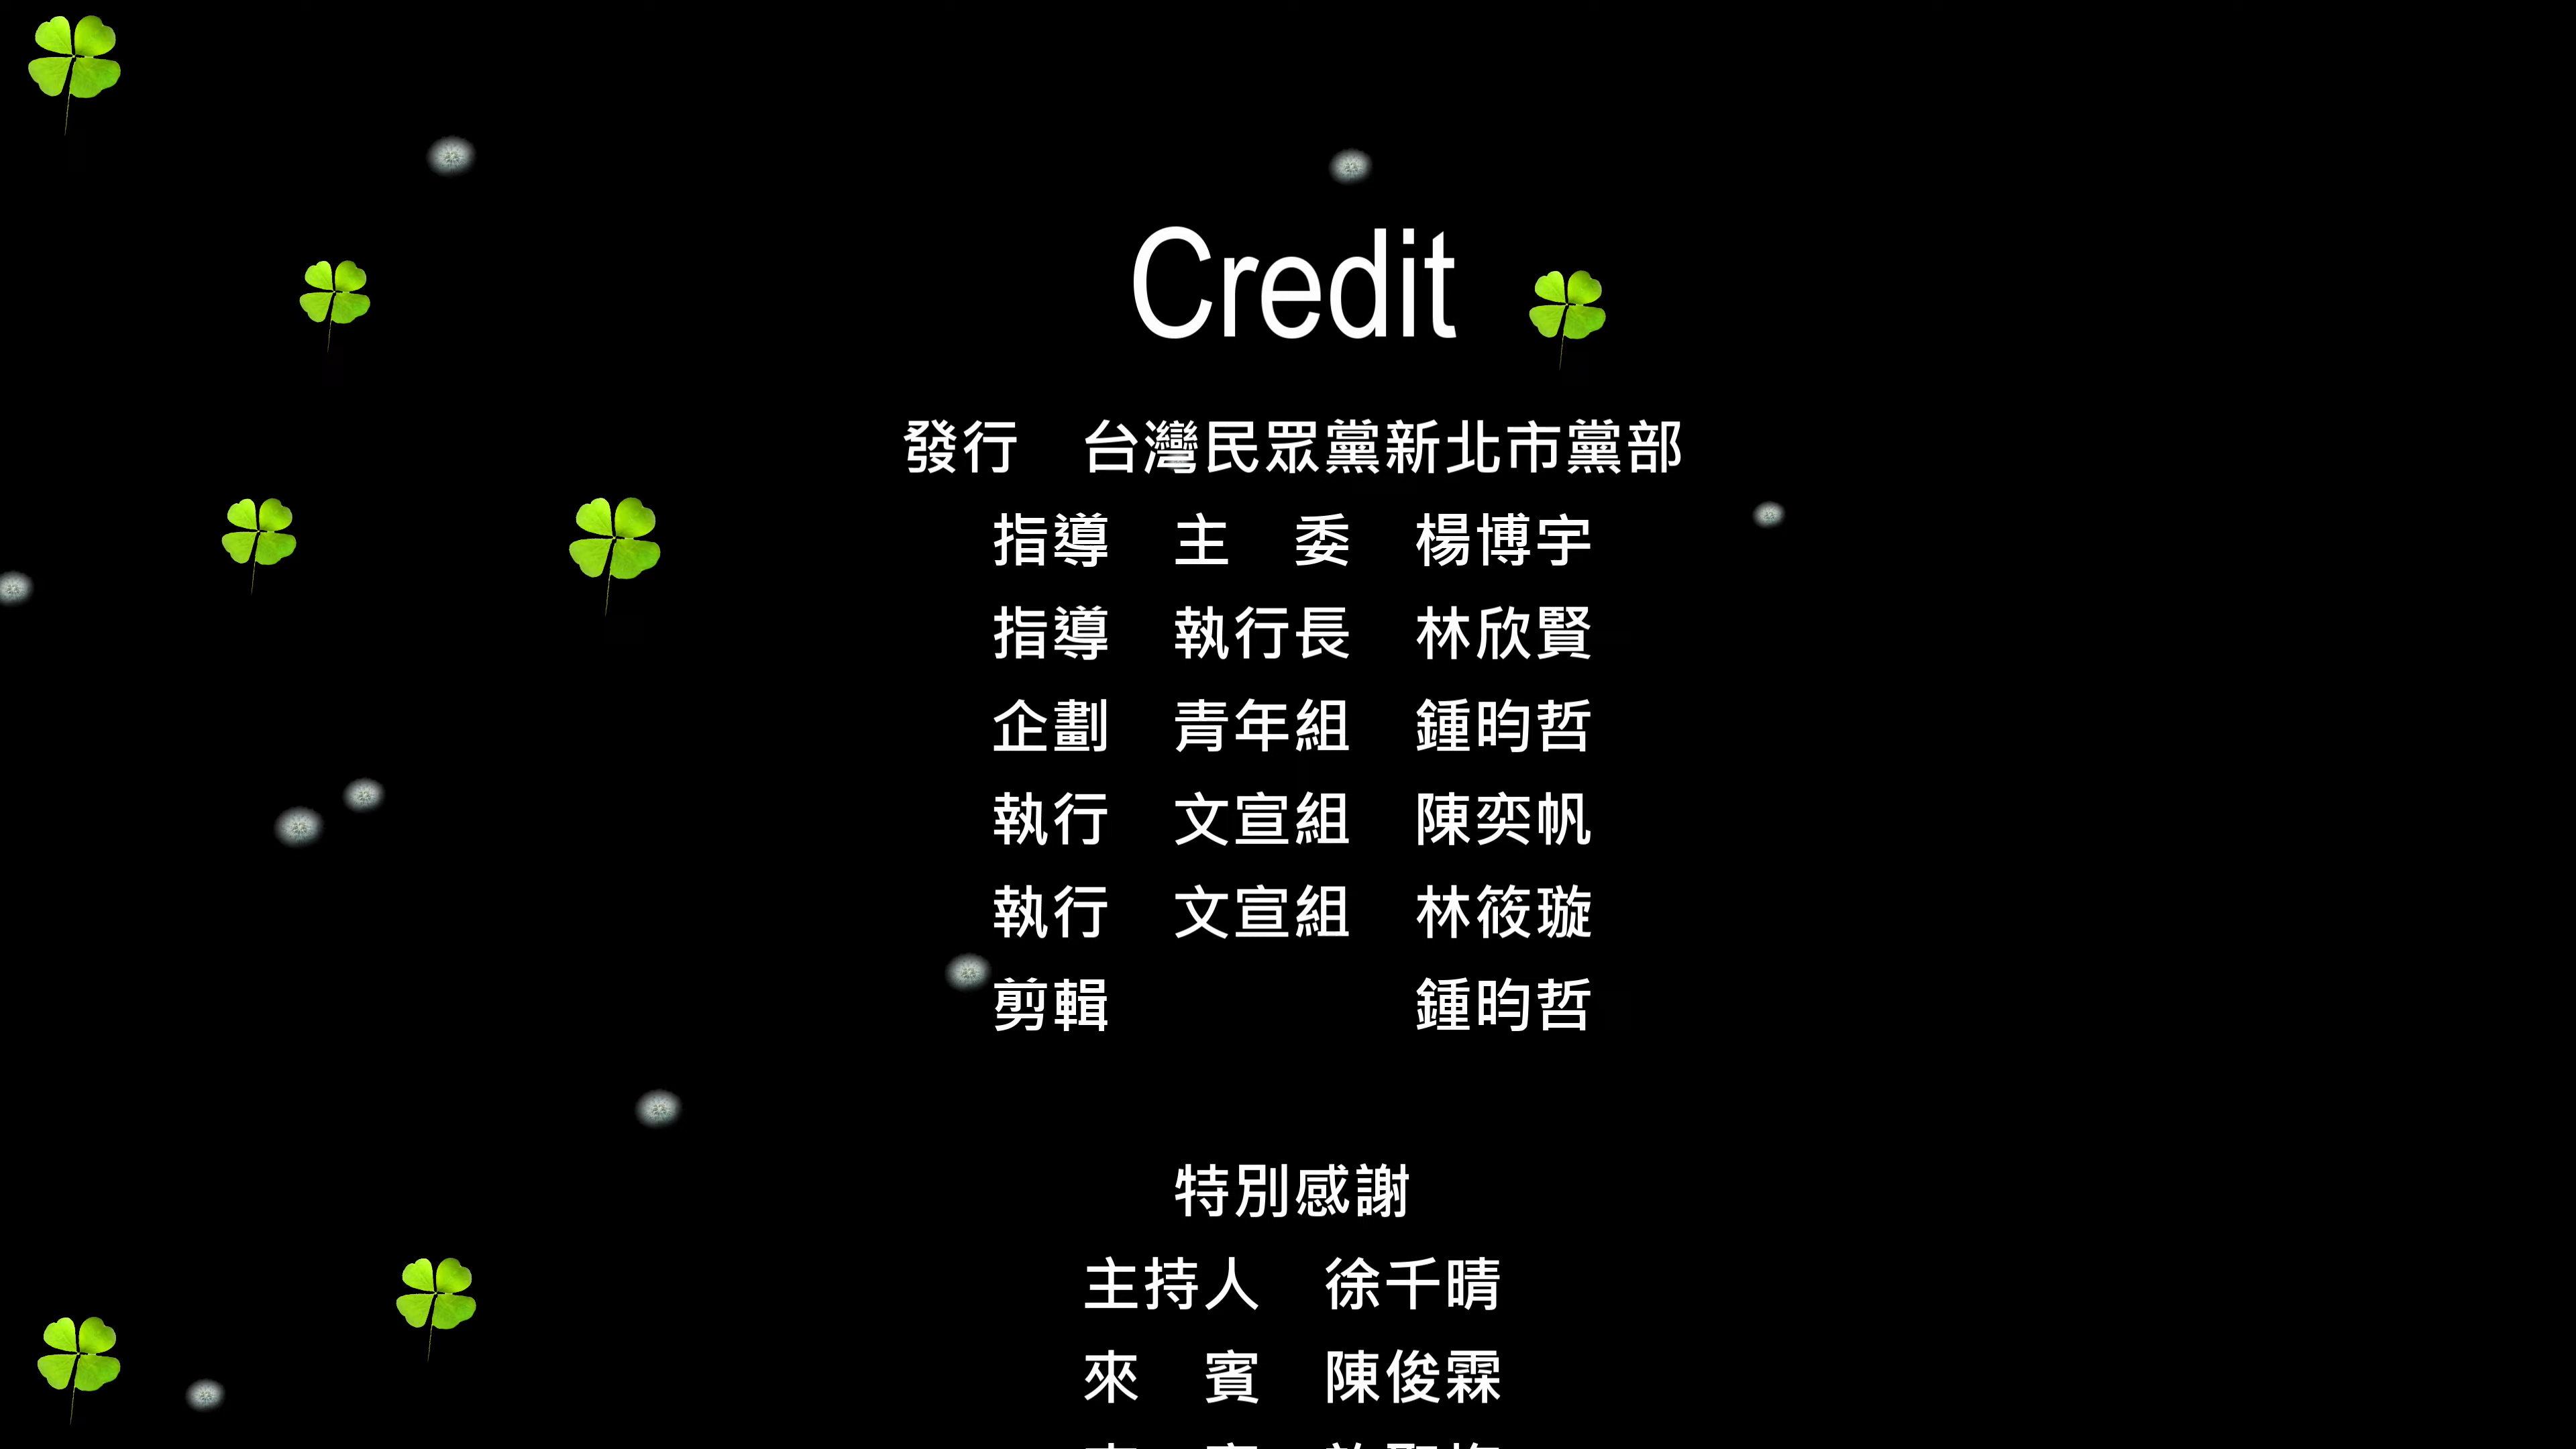 Credit
發行　台灣民眾黨新北市黨部
指導　主　委　楊博宇
指導　執行長　林欣賢
企劃　青年組　鍾昀哲
執行　文宣組　陳奕帆
執行　文宣組　林筱璇
剪輯　　　　　鍾昀哲
特別感謝
主持人　徐千晴
來　賓　陳俊霖